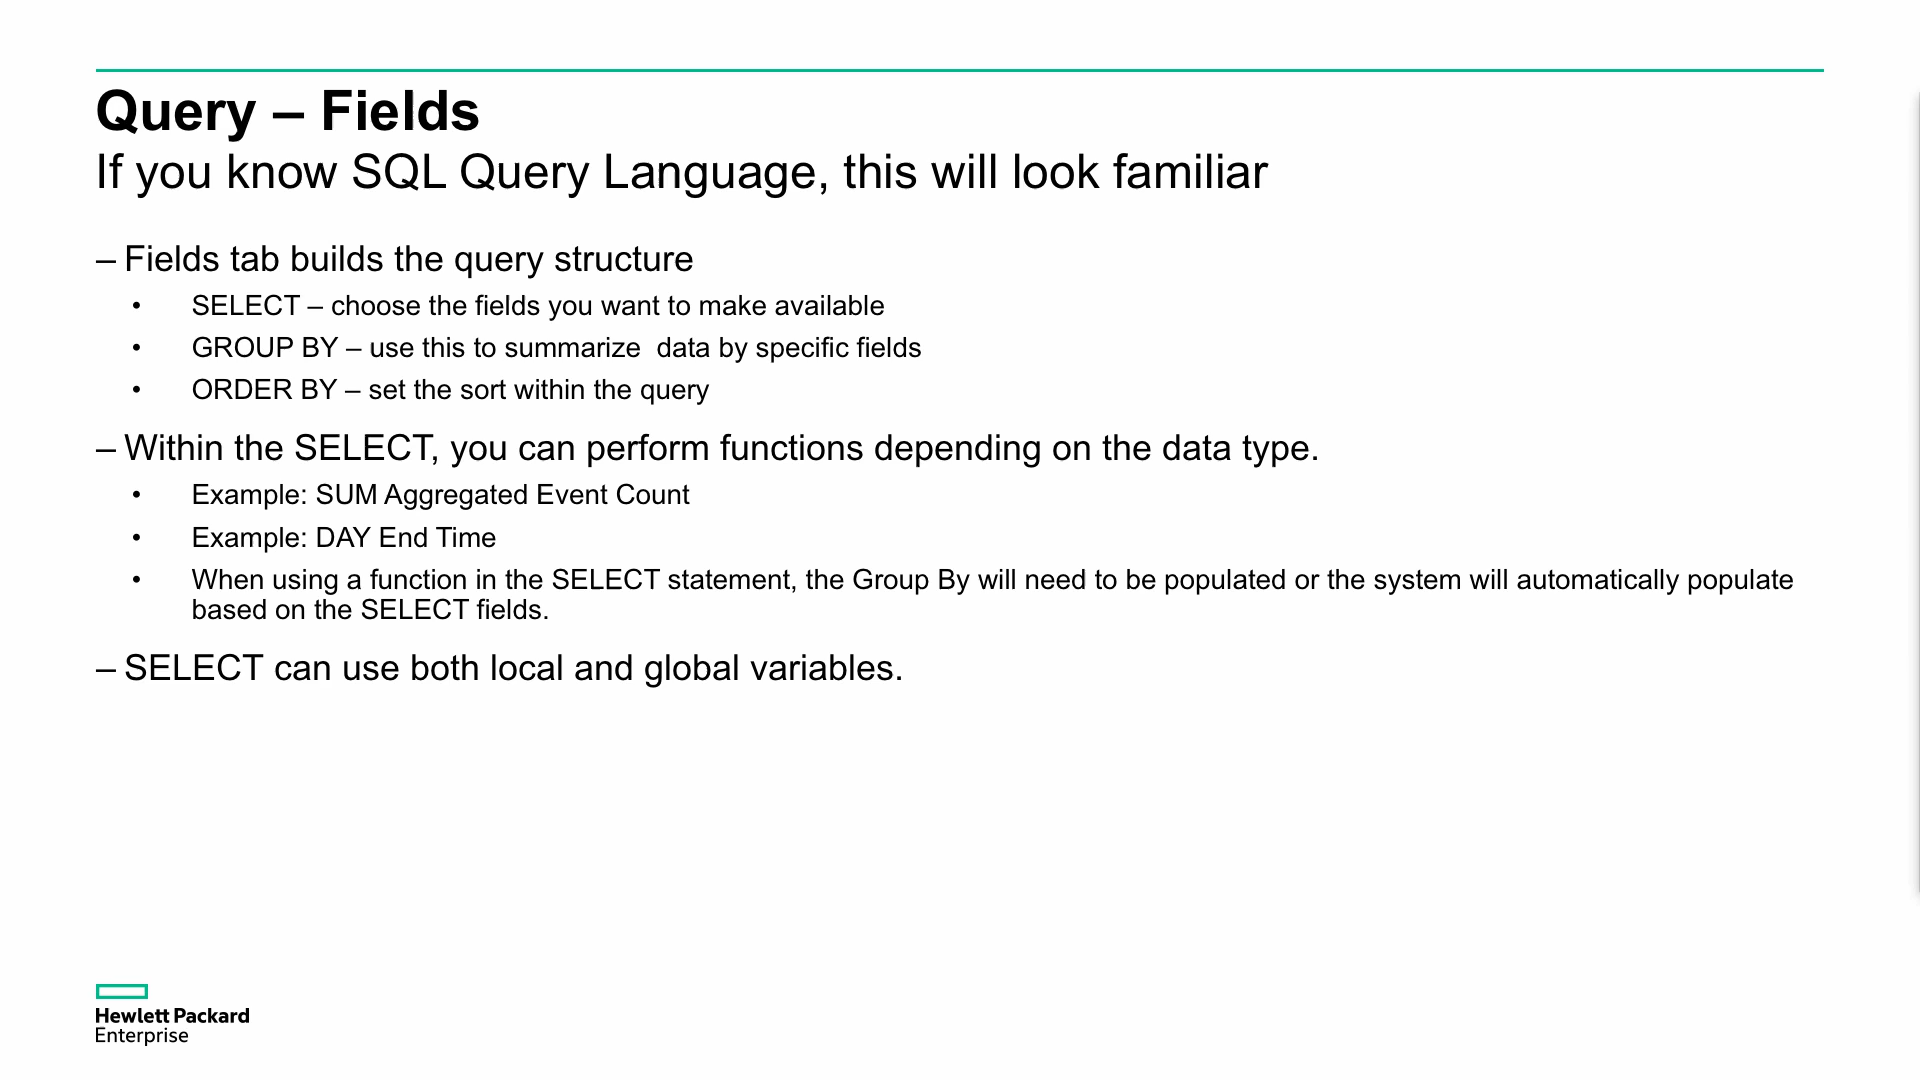 Query – Fields
If you know SQL Query Language, this will look familiar
– Fields tab builds the query structure
• SELECT – choose the fields you want to make available
• GROUP BY – use this to summarize  data by specific fields
• ORDER BY – set the sort within the query
– Within the SELECT, you can perform functions depending on the data type.
• Example: SUM Aggregated Event Count
• Example: DAY End Time
• When using a function in the SELECT statement, the Group By will need to be populated or the system will automatically populate
based on the SELECT fields.
– SELECT can use both local and global variables.
Hewlett Packard
Enterprise